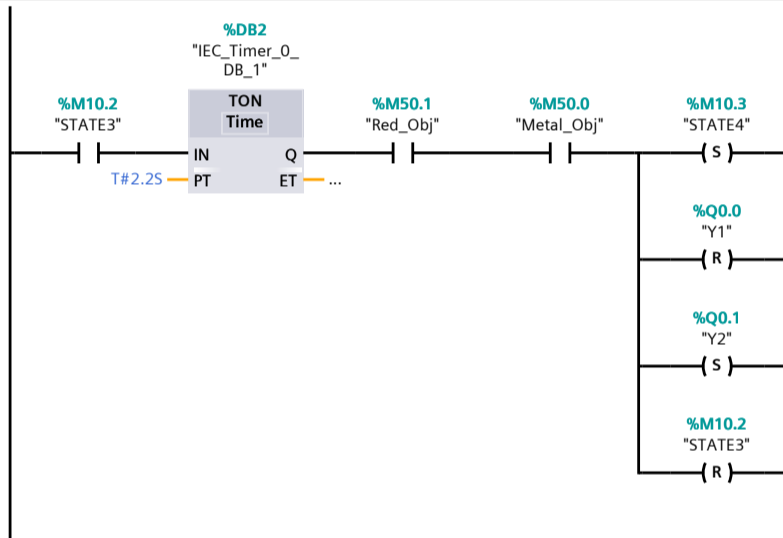 %DB2
"IEC_Timer_0_
DB_1"
%M10.2
"STATE3"
TON
Time
IN
Q
T#2.2S
PT
ET
...
%M50.1
"Red_Obj"
%M50.0
"Metal_Obj"
%M10.3
"STATE4"
S
%Q0.0
"Y1"
R
%Q0.1
"Y2"
S
%M10.2
"STATE3"
R